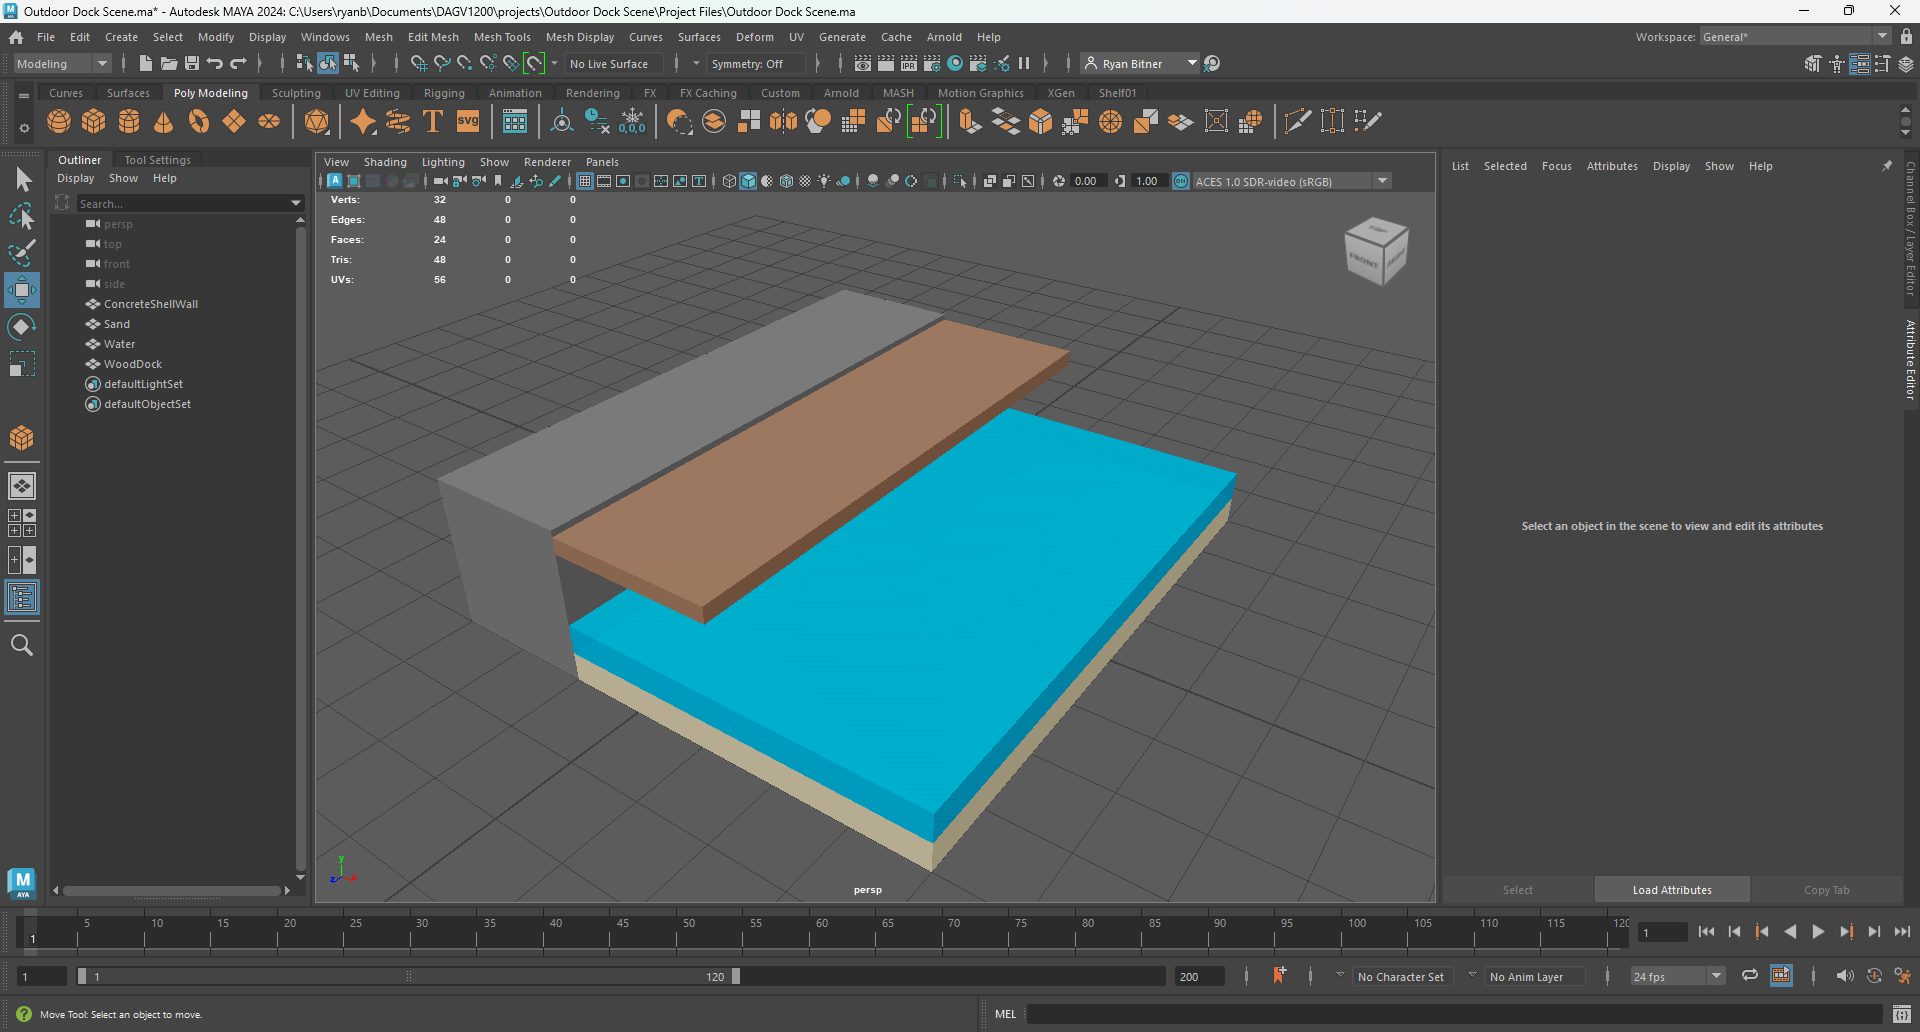 Outdoor Dock Scene.ma* - Autodesk MAYA 2024: C:\Users\ryanb\Documents\DAGV1200\projects\Outdoor Dock Scene\Project Files\Outdoor Dock Scene.ma
File Edit Create Select Modify Display Windows Mesh Edit Mesh Mesh Tools Mesh Display Curves Surfaces Deform UV Generate Cache Arnold Help Workspace: General*
Modeling No Live Surface Symmetry: Off IPR Ryan Bitner
Curves Surfaces Poly Modeling Sculpting UV Editing Rigging Animation Rendering FX FX Caching Custom Arnold MASH Motion Graphics XGen Shelf01
T svg 0,0,0
Outliner Tool Settings
Display Show Help
Search...
persp
top
front
side
ConcreteShellWall
Sand
Water
WoodDock
defaultLightSet
defaultObjectSet
View Shading Lighting Show Renderer Panels
0.00 1.00 ON ACES 1.0 SDR-video (sRGB)
Verts: 32 0 0
Edges: 48 0 0
Faces: 24 0 0
Tris: 48 0 0
UVs: 56 0 0
TOP
FRONT
y
z x
persp
List Selected Focus Attributes Display Show Help
Select an object in the scene to view and edit its attributes
Select Load Attributes Copy Tab
Channel Box / Layer Editor
Attribute Editor
M
AYA
5 10 15 20 25 30 35 40 45 50 55 60 65 70 75 80 85 90 95 100 105 110 115 120
1 1
1 1 120 200 No Character Set No Anim Layer 24 fps
Move Tool: Select an object to move. MEL